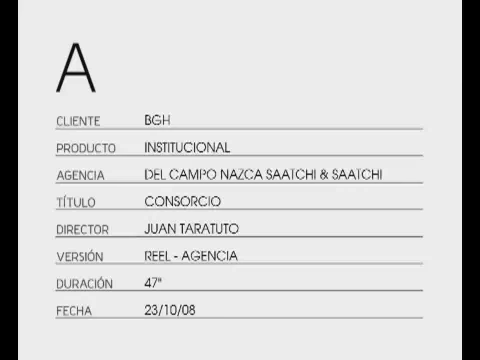 A
CLIENTE BGH
PRODUCTO INSTITUCIONAL
AGENCIA DEL CAMPO NAZCA SAATCHI & SAATCHI
TÍTULO CONSORCIO
DIRECTOR JUAN TARATUTO
VERSIÓN REEL - AGENCIA
DURACIÓN 47"
FECHA 23/10/08